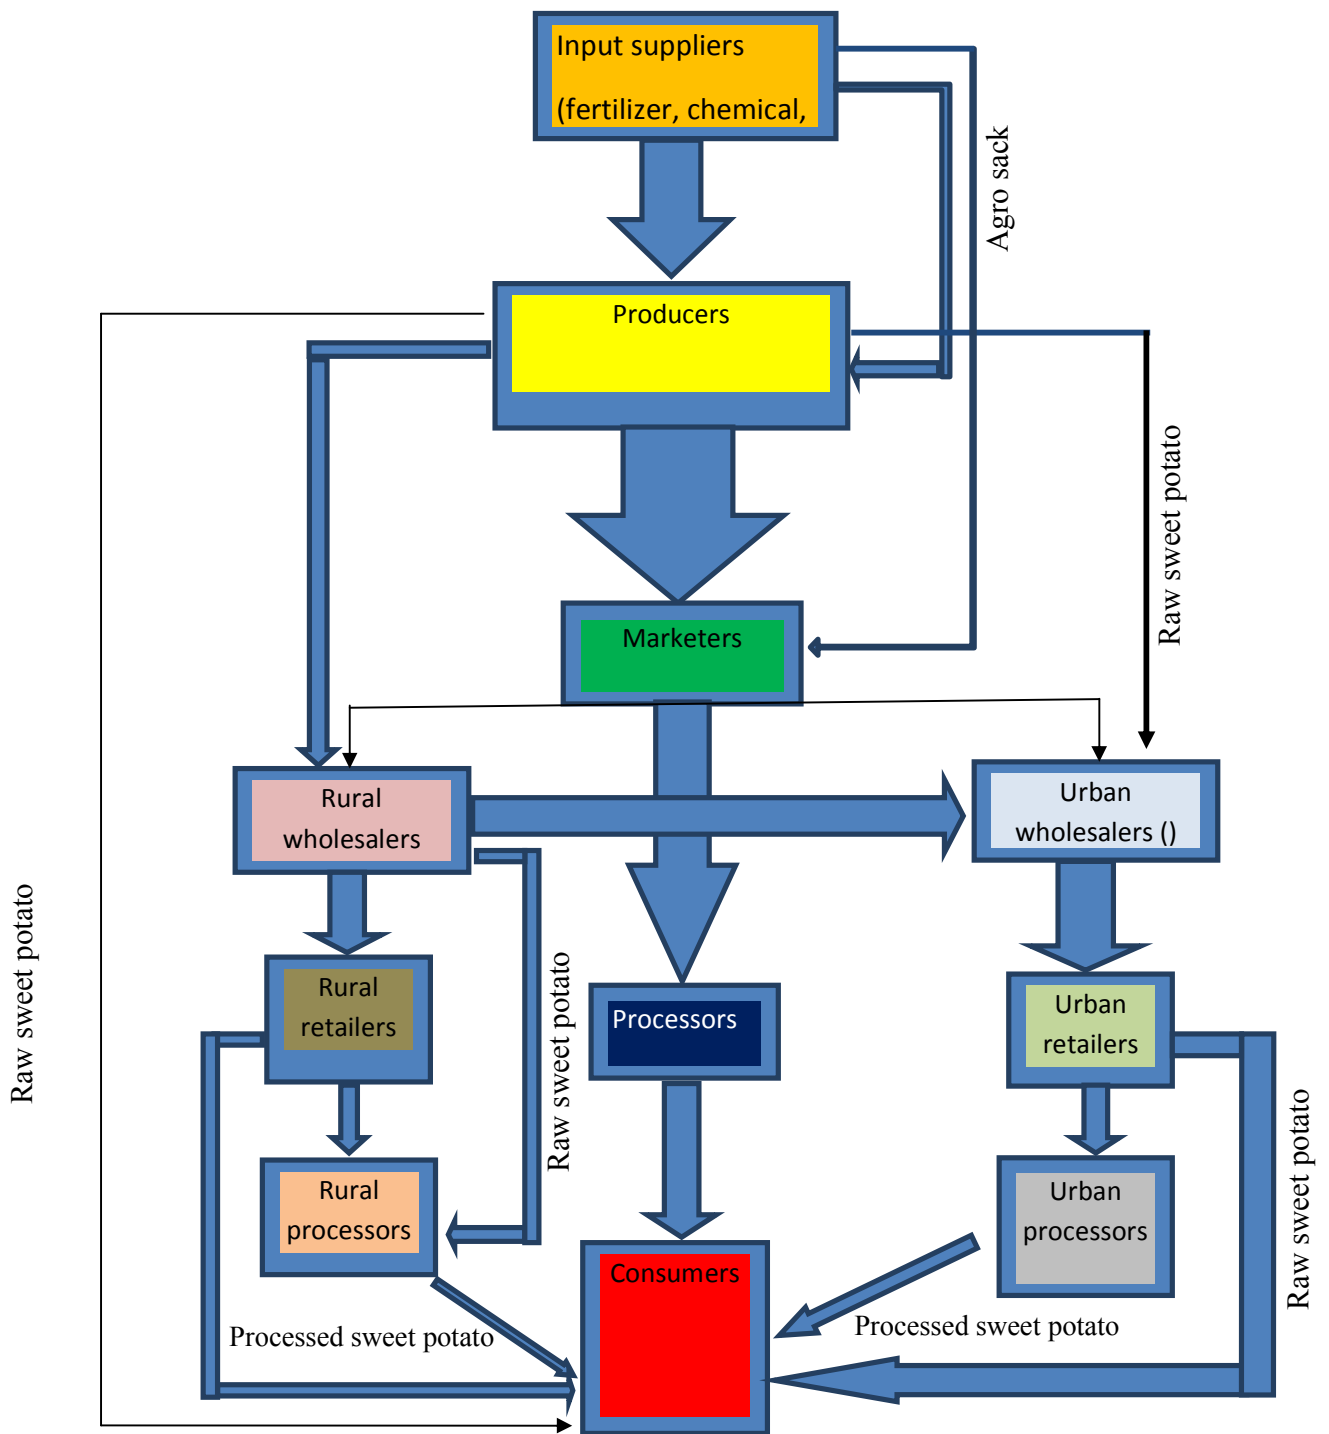 Input suppliers
(fertilizer, chemical,
Agro sack
Producers
Raw sweet potato
Marketers
Rural
wholesalers
Urban
wholesalers ()
Raw sweet potato
Rural
retailers
Raw sweet potato
Processors
Urban
retailers
Rural
processors
Urban
processors
Raw sweet potato
Consumers
Processed sweet potato
Processed sweet potato